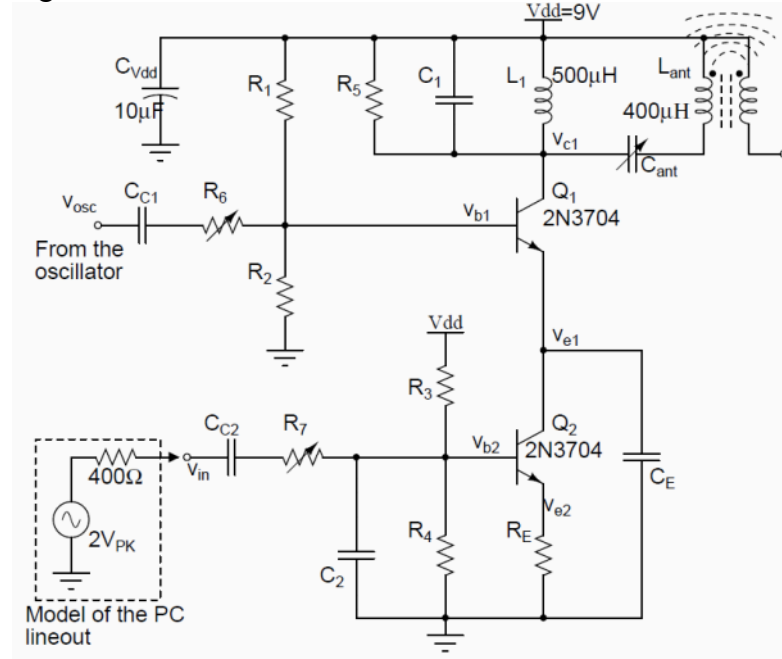 Vdd=9V
CVdd
10µF
R1
R5
C1
L1
500µH
Lant
400µH
Vc1
Cant
Vosc
CC1
R6
Vb1
Q1
2N3704
From the
oscillator
R2
Vdd
Ve1
R3
CC2
R7
Vb2
Q2
2N3704
CE
400Ω
Vin
Ve2
2VPK
R4
RE
C2
Model of the PC
lineout